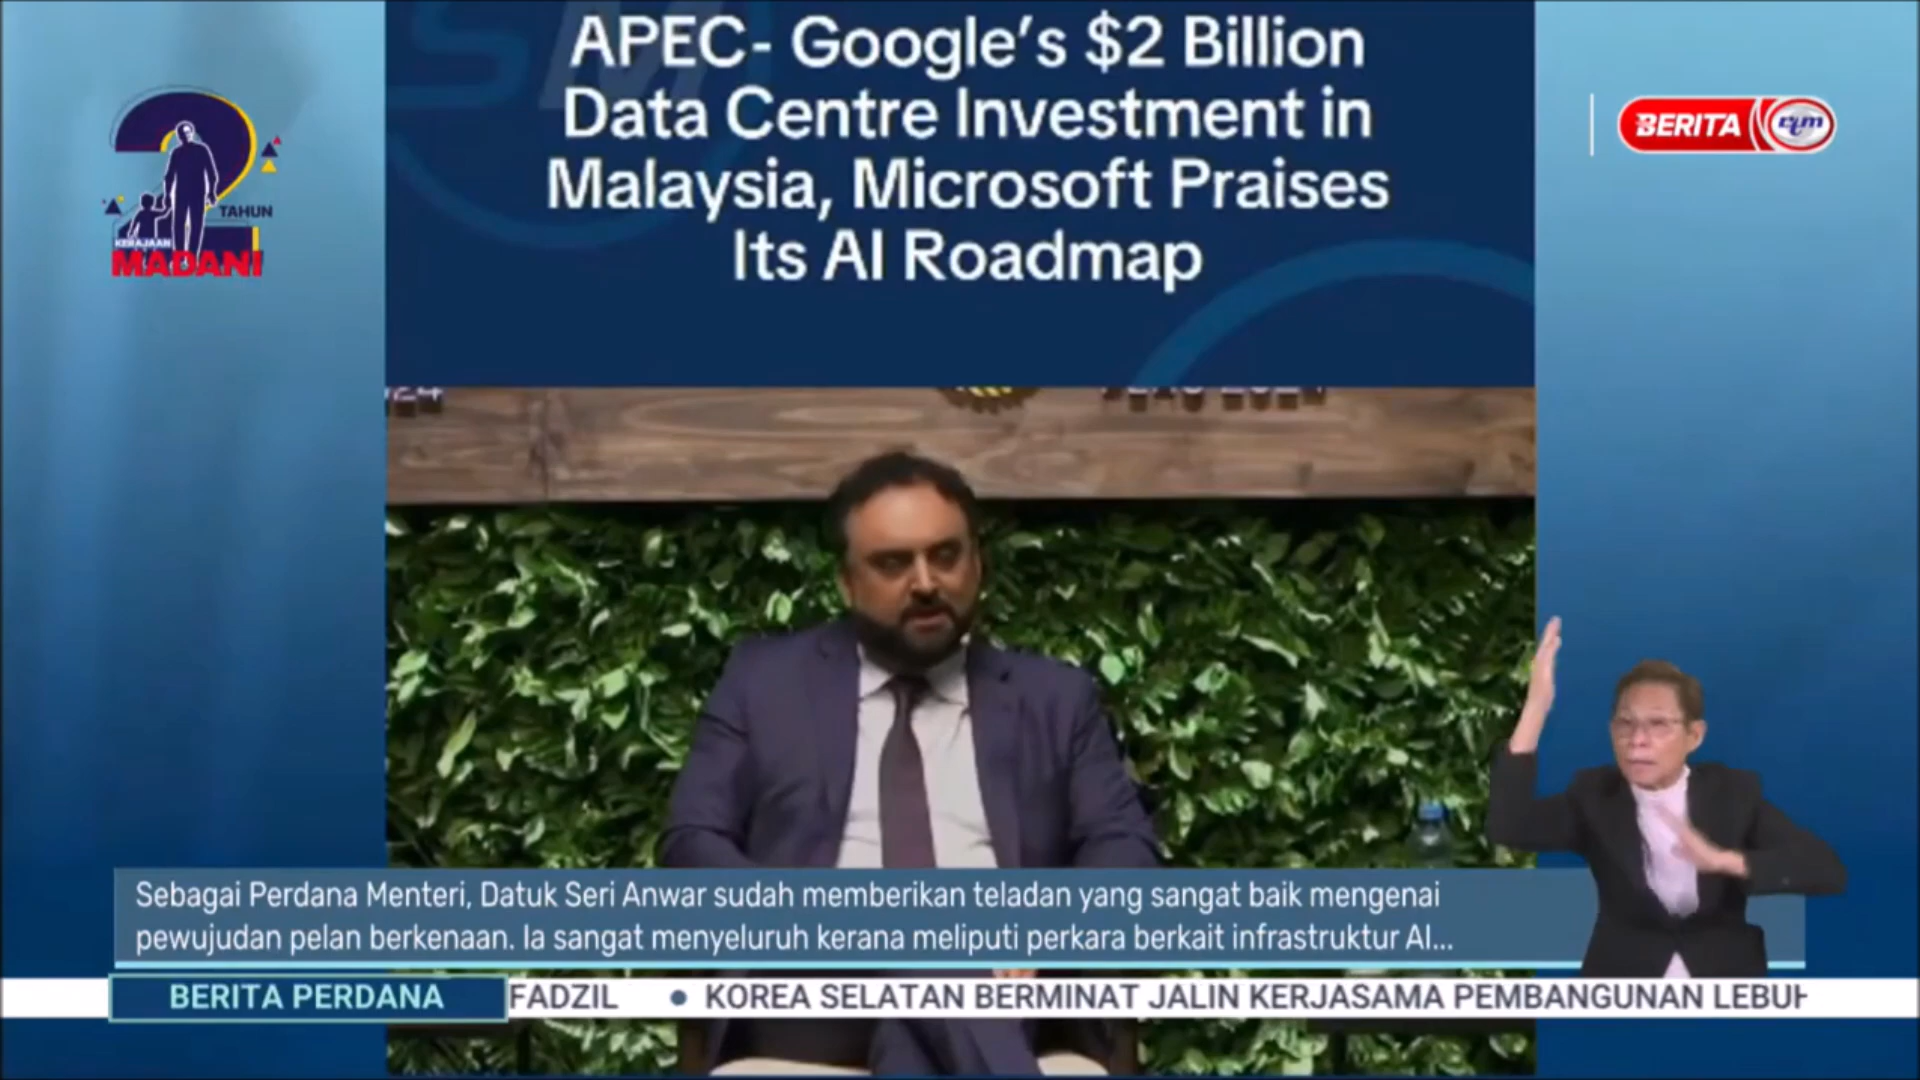 APEC- Google's $2 Billion
Data Centre Investment in
Malaysia, Microsoft Praises
Its AI Roadmap
TAHUN
KERAJAAN
MADANI
BERITA rtm
Sebagai Perdana Menteri, Datuk Seri Anwar sudah memberikan teladan yang sangat baik mengenai
pewujudan pelan berkenaan. Ia sangat menyeluruh kerana meliputi perkara berkait infrastruktur AI...
BERITA PERDANA
FADZIL • KOREA SELATAN BERMINAT JALIN KERJASAMA PEMBANGUNAN